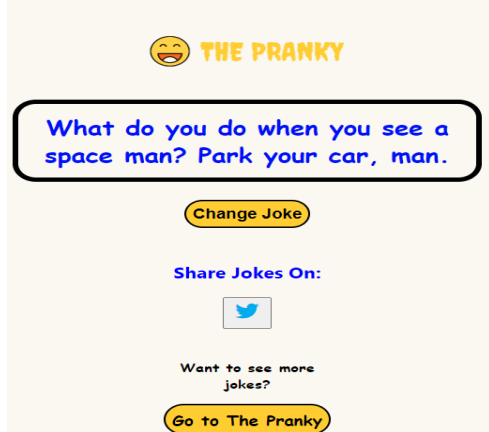 THE PRANKY
What do you do when you see a
space man? Park your car, man.
Change Joke
Share Jokes On:
Want to see more
jokes?
Go to The Pranky